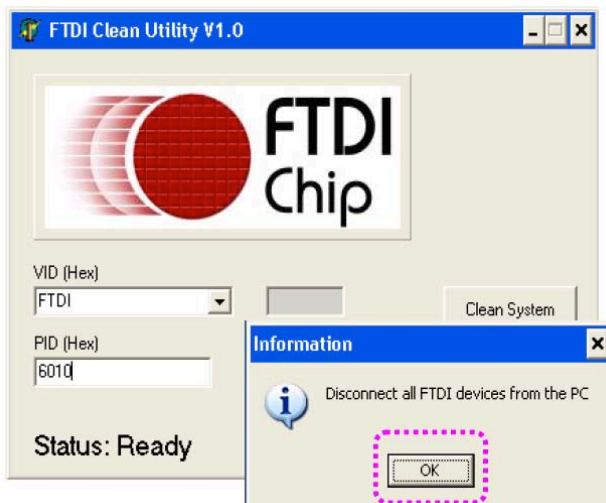 FTDI Clean Utility V1.0
FTDI
Chip
VID (Hex)
FTDI
Clean System
PID (Hex)
6010
Information
Disconnect all FTDI devices from the PC
Status: Ready
OK